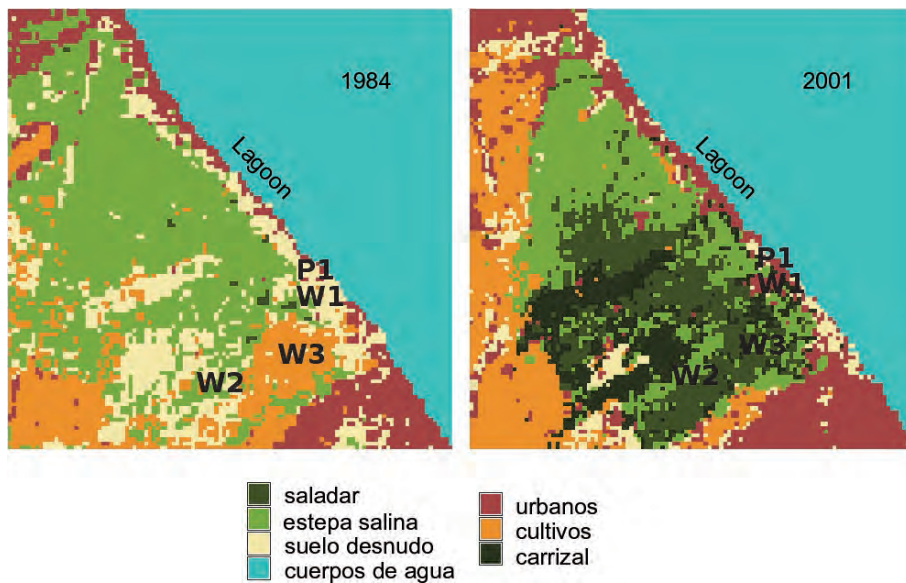 1984
Lagoon
P1
W1
W3
W2
2001
Lagoon
P1
W1
W3
W2
saladar
estepa salina
suelo desnudo
cuerpos de agua
urbanos
cultivos
carrizal